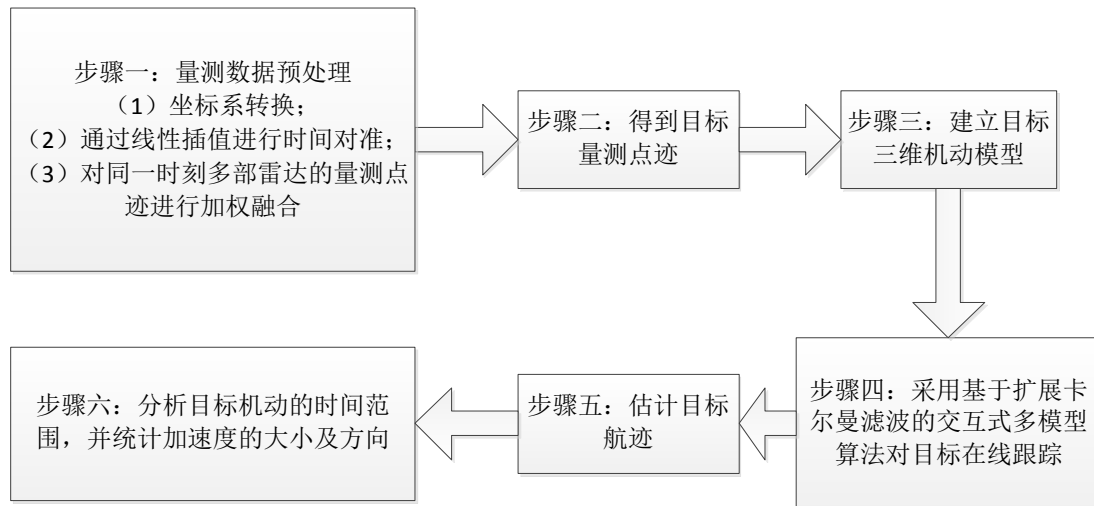 步骤一：量测数据预处理
（1）坐标系转换；
（2）通过线性插值进行时间对准；
（3）对同一时刻多部雷达的量测点
迹进行加权融合
步骤二：得到目标
量测点迹
步骤三：建立目标
三维机动模型
步骤四：采用基于扩展卡
尔曼滤波的交互式多模型
算法对目标在线跟踪
步骤五：估计目标
航迹
步骤六：分析目标机动的时间范
围，并统计加速度的大小及方向